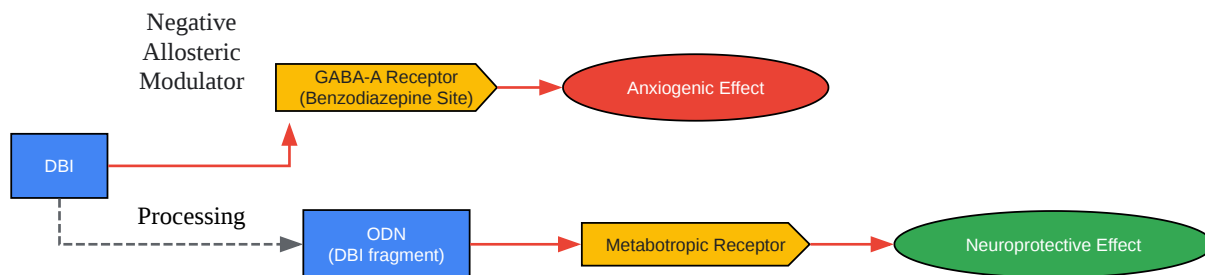 Negative
Allosteric
Modulator
GABA-A Receptor
(Benzodiazepine Site)
Anxiogenic Effect
DBI
Processing
ODN
(DBI fragment)
Metabotropic Receptor
Neuroprotective Effect